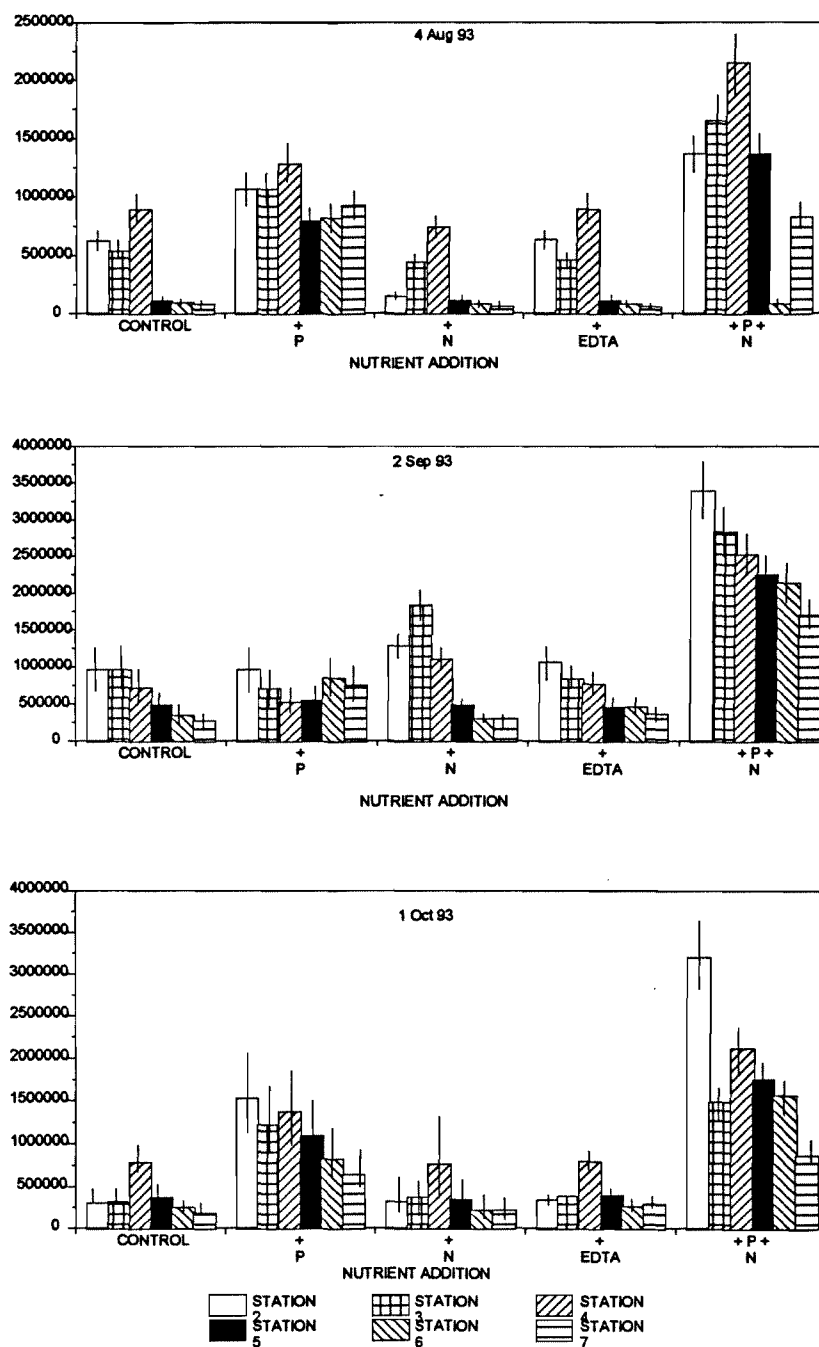 4 Aug 93
2500000
2000000
1500000
1000000
500000
0
CONTROL + P + N + EDTA + P + N
NUTRIENT ADDITION
2 Sep 93
4000000
3500000
3000000
2500000
2000000
1500000
1000000
500000
0
CONTROL + P + N + EDTA + P + N
NUTRIENT ADDITION
1 Oct 93
4000000
3500000
3000000
2500000
2000000
1500000
1000000
500000
0
CONTROL + P + N + EDTA + P + N
NUTRIENT ADDITION
STATION 2 STATION 3 STATION 4
STATION 5 STATION 6 STATION 7